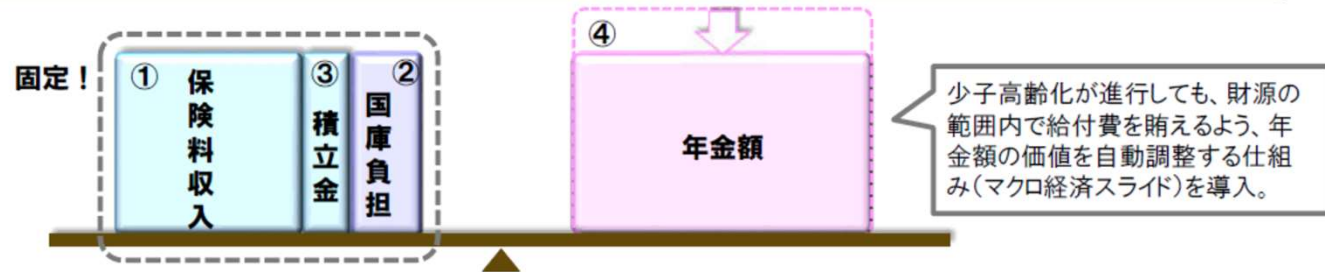 固定！
① 保険料収入
③ 積立金
② 国庫負担
④
年金額
少子高齢化が進行しても、財源の
範囲内で給付費を賄えるよう、年
金額の価値を自動調整する仕組
み（マクロ経済スライド）を導入。